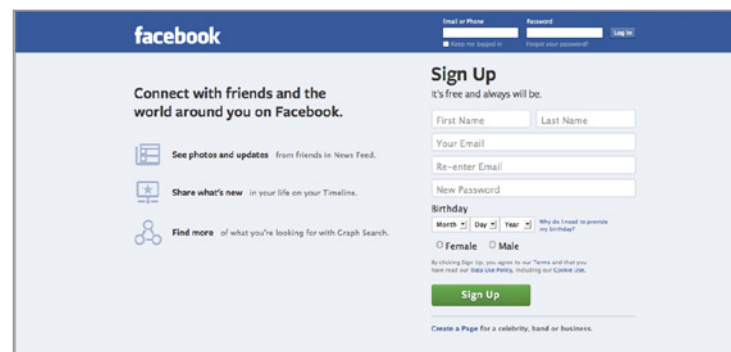 facebook
Email or Phone
Password
Log In
Keep me logged in
Forgot your password?
Connect with friends and the
world around you on Facebook.
See photos and updates from friends in News Feed.
Share what's new in your life on your Timeline.
Find more of what you're looking for with Graph Search.
Sign Up
It's free and always will be.
First Name
Last Name
Your Email
Re-enter Email
New Password
Birthday
Month Day Year
Why do I need to provide
my birthday?
Female Male
By clicking Sign Up, you agree to our Terms and that you
have read our Data Use Policy, including our Cookie Use.
Sign Up
Create a Page for a celebrity, band or business.